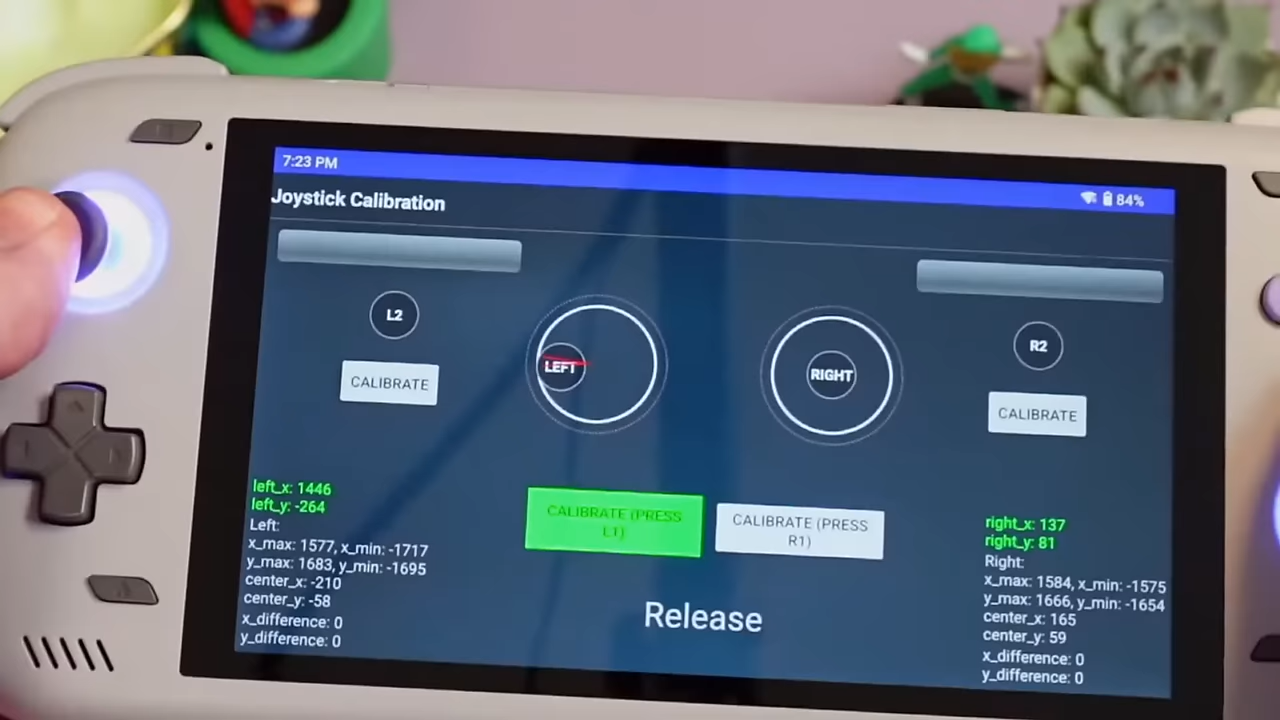 7:23 PM
84%
Joystick Calibration
L2
CALIBRATE
LEFT
RIGHT
R2
CALIBRATE
left_x: 1446
left_y: -264
Left:
x_max: 1577, x_min: -1717
y_max: 1683, y_min: -1695
center_x: -210
center_y: -58
x_difference: 0
y_difference: 0
CALIBRATE (PRESS
L1)
CALIBRATE (PRESS
R1)
Release
right_x: 137
right_y: 81
Right:
x_max: 1584, x_min: -1575
y_max: 1666, y_min: -1654
center_x: 165
center_y: 59
x_difference: 0
y_difference: 0